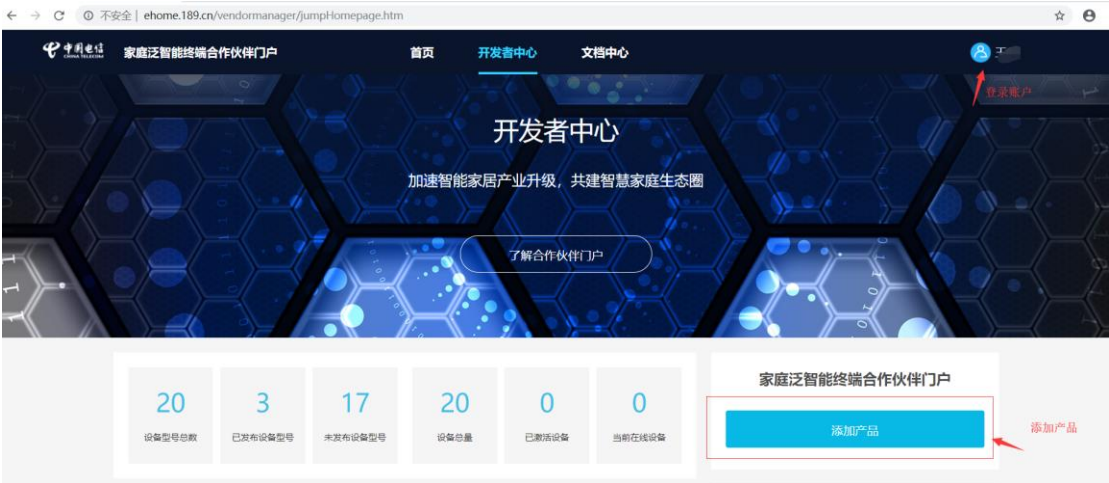 不安全 | ehome.189.cn/vendormanager/jumpHomepage.htm
中国电信 CHINA TELECOM 家庭泛智能终端合作伙伴门户 首页 开发者中心 文档中心 王
登录账户
开发者中心
加速智能家居产业升级，共建智慧家庭生态圈
了解合作伙伴门户
家庭泛智能终端合作伙伴门户
20 3 17 20 0 0
设备型号总数 已发布设备型号 未发布设备型号 设备总量 已激活设备 当前在线设备
添加产品 添加产品